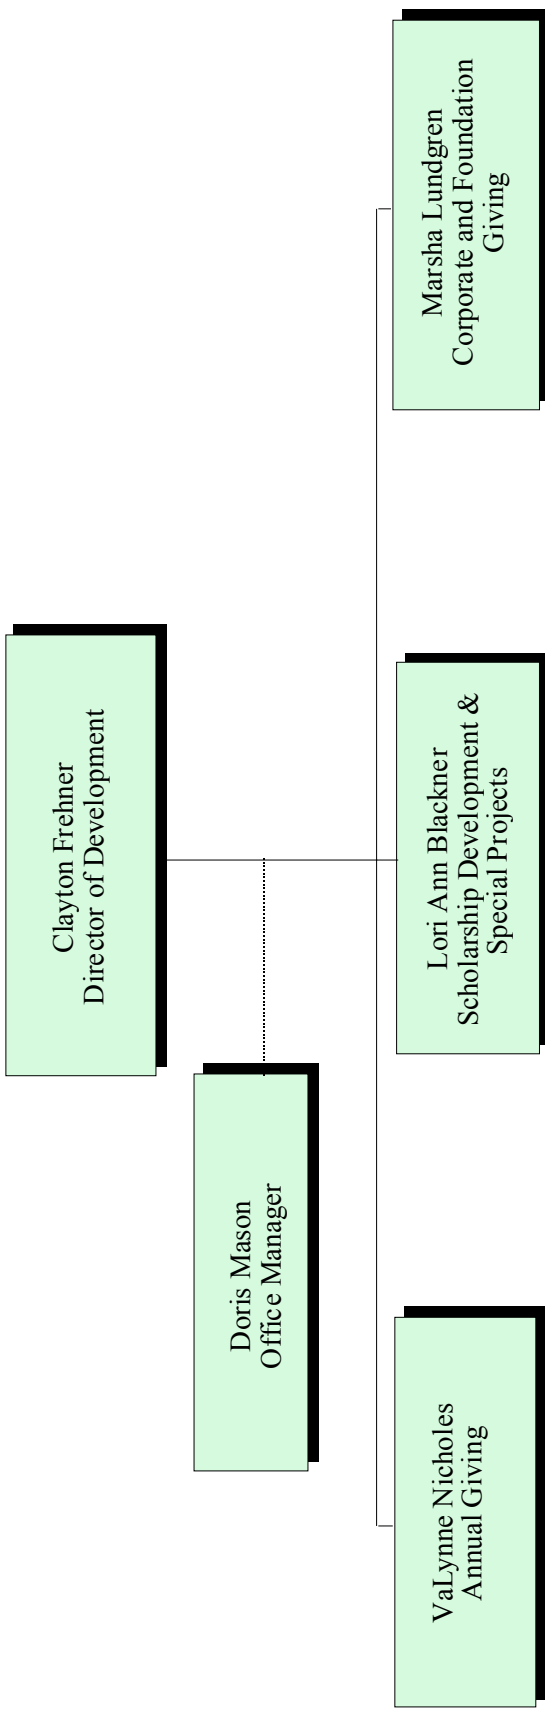 Clayton Frehner
Director of Development
Doris Mason
Office Manager
VaLynne Nicholes
Annual Giving
Lori Ann Blackner
Scholarship Development &
Special Projects
Marsha Lundgren
Corporate and Foundation
Giving